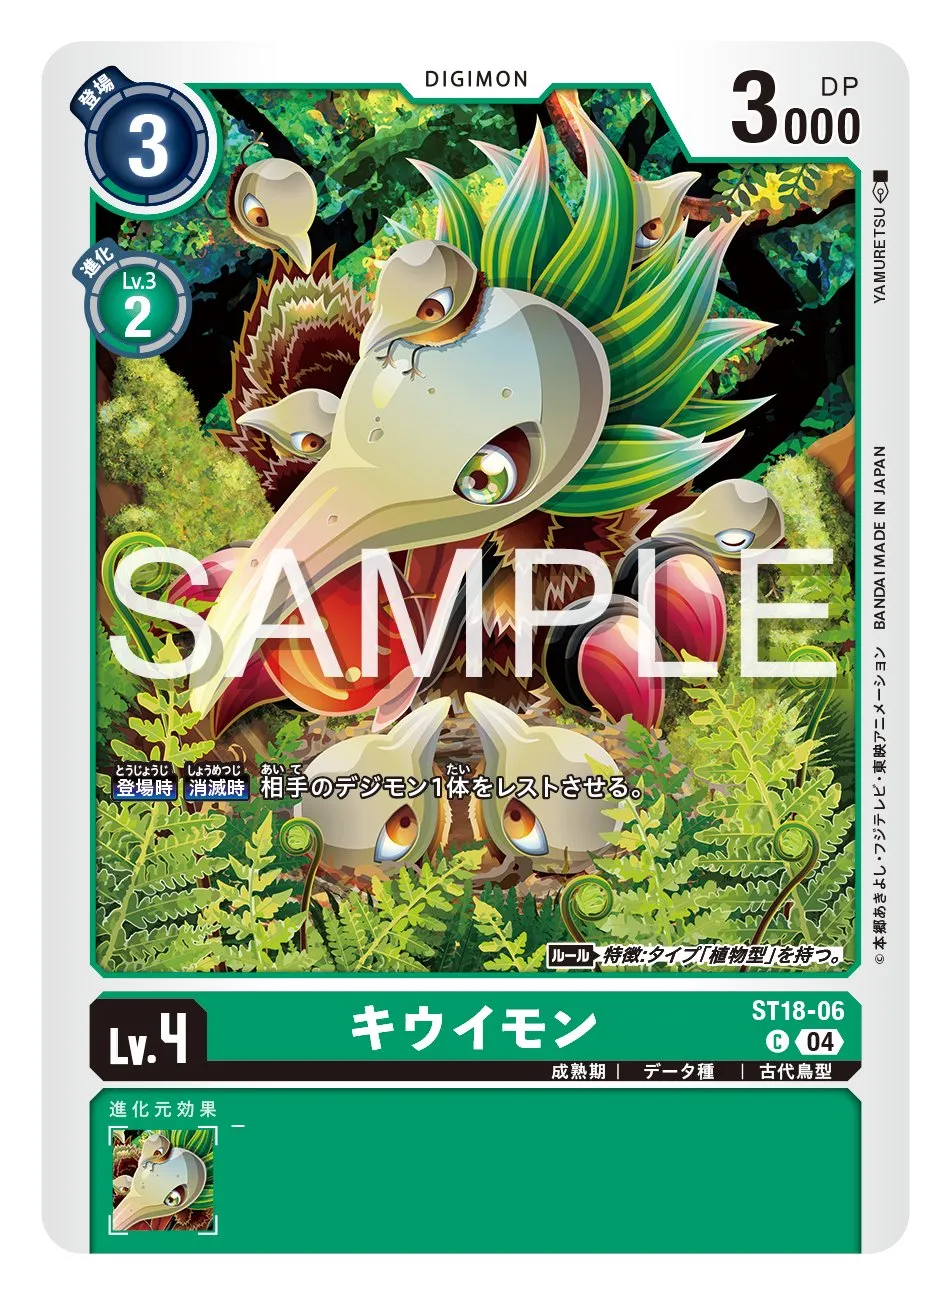 DIGIMON
登場
3
3000
DP
進化
Lv.3
2
YAMURETSU
BANDAI MADE IN JAPAN
©本郷あきよし・フジテレビ・東映アニメーション
SAMPLE
とうじょうじ しょうめつじ あいて たい
登場時 消滅時 相手のデジモン1体をレストさせる。
ルール 特徴:タイプ「植物型」を持つ。
Lv.4
キウイモン
ST18-06
C 04
成熟期 | データ種 | 古代鳥型
進化元効果
－